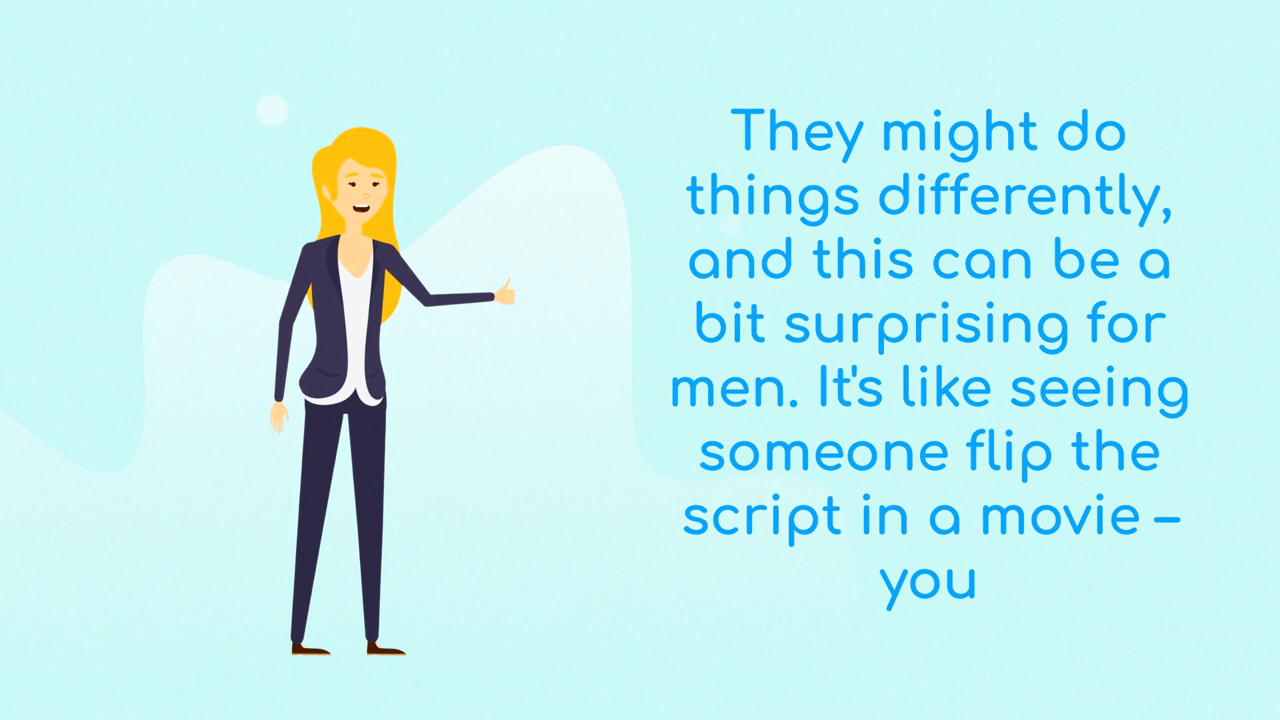 They might do
things differently,
and this can be a
bit surprising for
men. It's like seeing
someone flip the
script in a movie –
you